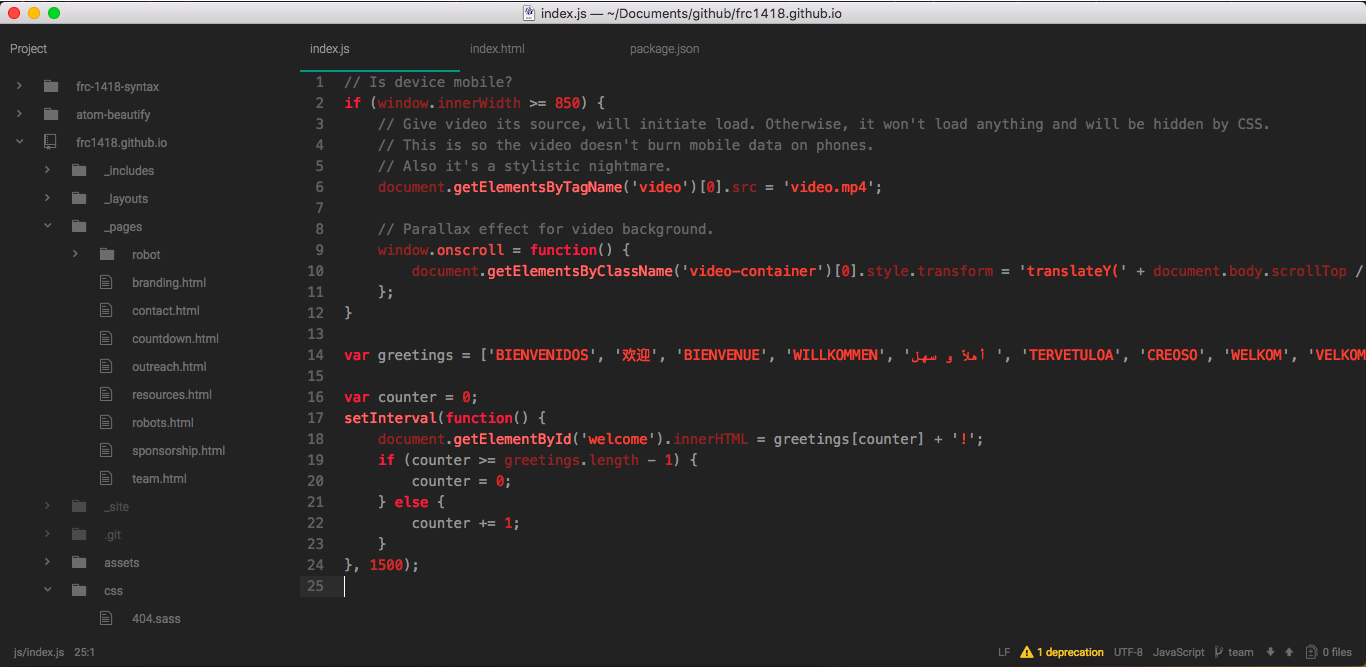 index.js — ~/Documents/github/frc1418.github.io
Project
index.js
index.html
package.json
frc-1418-syntax
atom-beautify
frc1418.github.io
_includes
_layouts
_pages
robot
branding.html
contact.html
countdown.html
outreach.html
resources.html
robots.html
sponsorship.html
team.html
_site
.git
assets
css
404.sass
1 // Is device mobile?
2 if (window.innerWidth >= 850) {
3 // Give video its source, will initiate load. Otherwise, it won't load anything and will be hidden by CSS.
4 // This is so the video doesn't burn mobile data on phones.
5 // Also it's a stylistic nightmare.
6 document.getElementsByTagName('video')[0].src = 'video.mp4';
7
8 // Parallax effect for video background.
9 window.onscroll = function() {
10 document.getElementsByClassName('video-container')[0].style.transform = 'translateY(' + document.body.scrollTop /
11 };
12 }
13
14 var greetings = ['BIENVENIDOS', '欢迎', 'BIENVENUE', 'WILLKOMMEN', 'أهلاً و سهل ', 'TERVETULOA', 'CREOSO', 'WELKOM', 'VELKOM
15
16 var counter = 0;
17 setInterval(function() {
18 document.getElementById('welcome').innerHTML = greetings[counter] + '!';
19 if (counter >= greetings.length - 1) {
20 counter = 0;
21 } else {
22 counter += 1;
23 }
24 }, 1500);
25
js/index.js 25:1
LF 1 deprecation UTF-8 JavaScript team 0 files